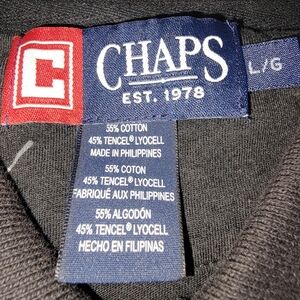 C CHAPS
EST. 1978
L/G
55% COTTON
45% TENCEL® LYOCELL
MADE IN PHILIPPINES
55% COTON
45% TENCEL® LYOCELL
FABRIQUÉ AUX PHILIPPINES
55% ALGODÓN
45% TENCEL® LYOCELL
HECHO EN FILIPINAS